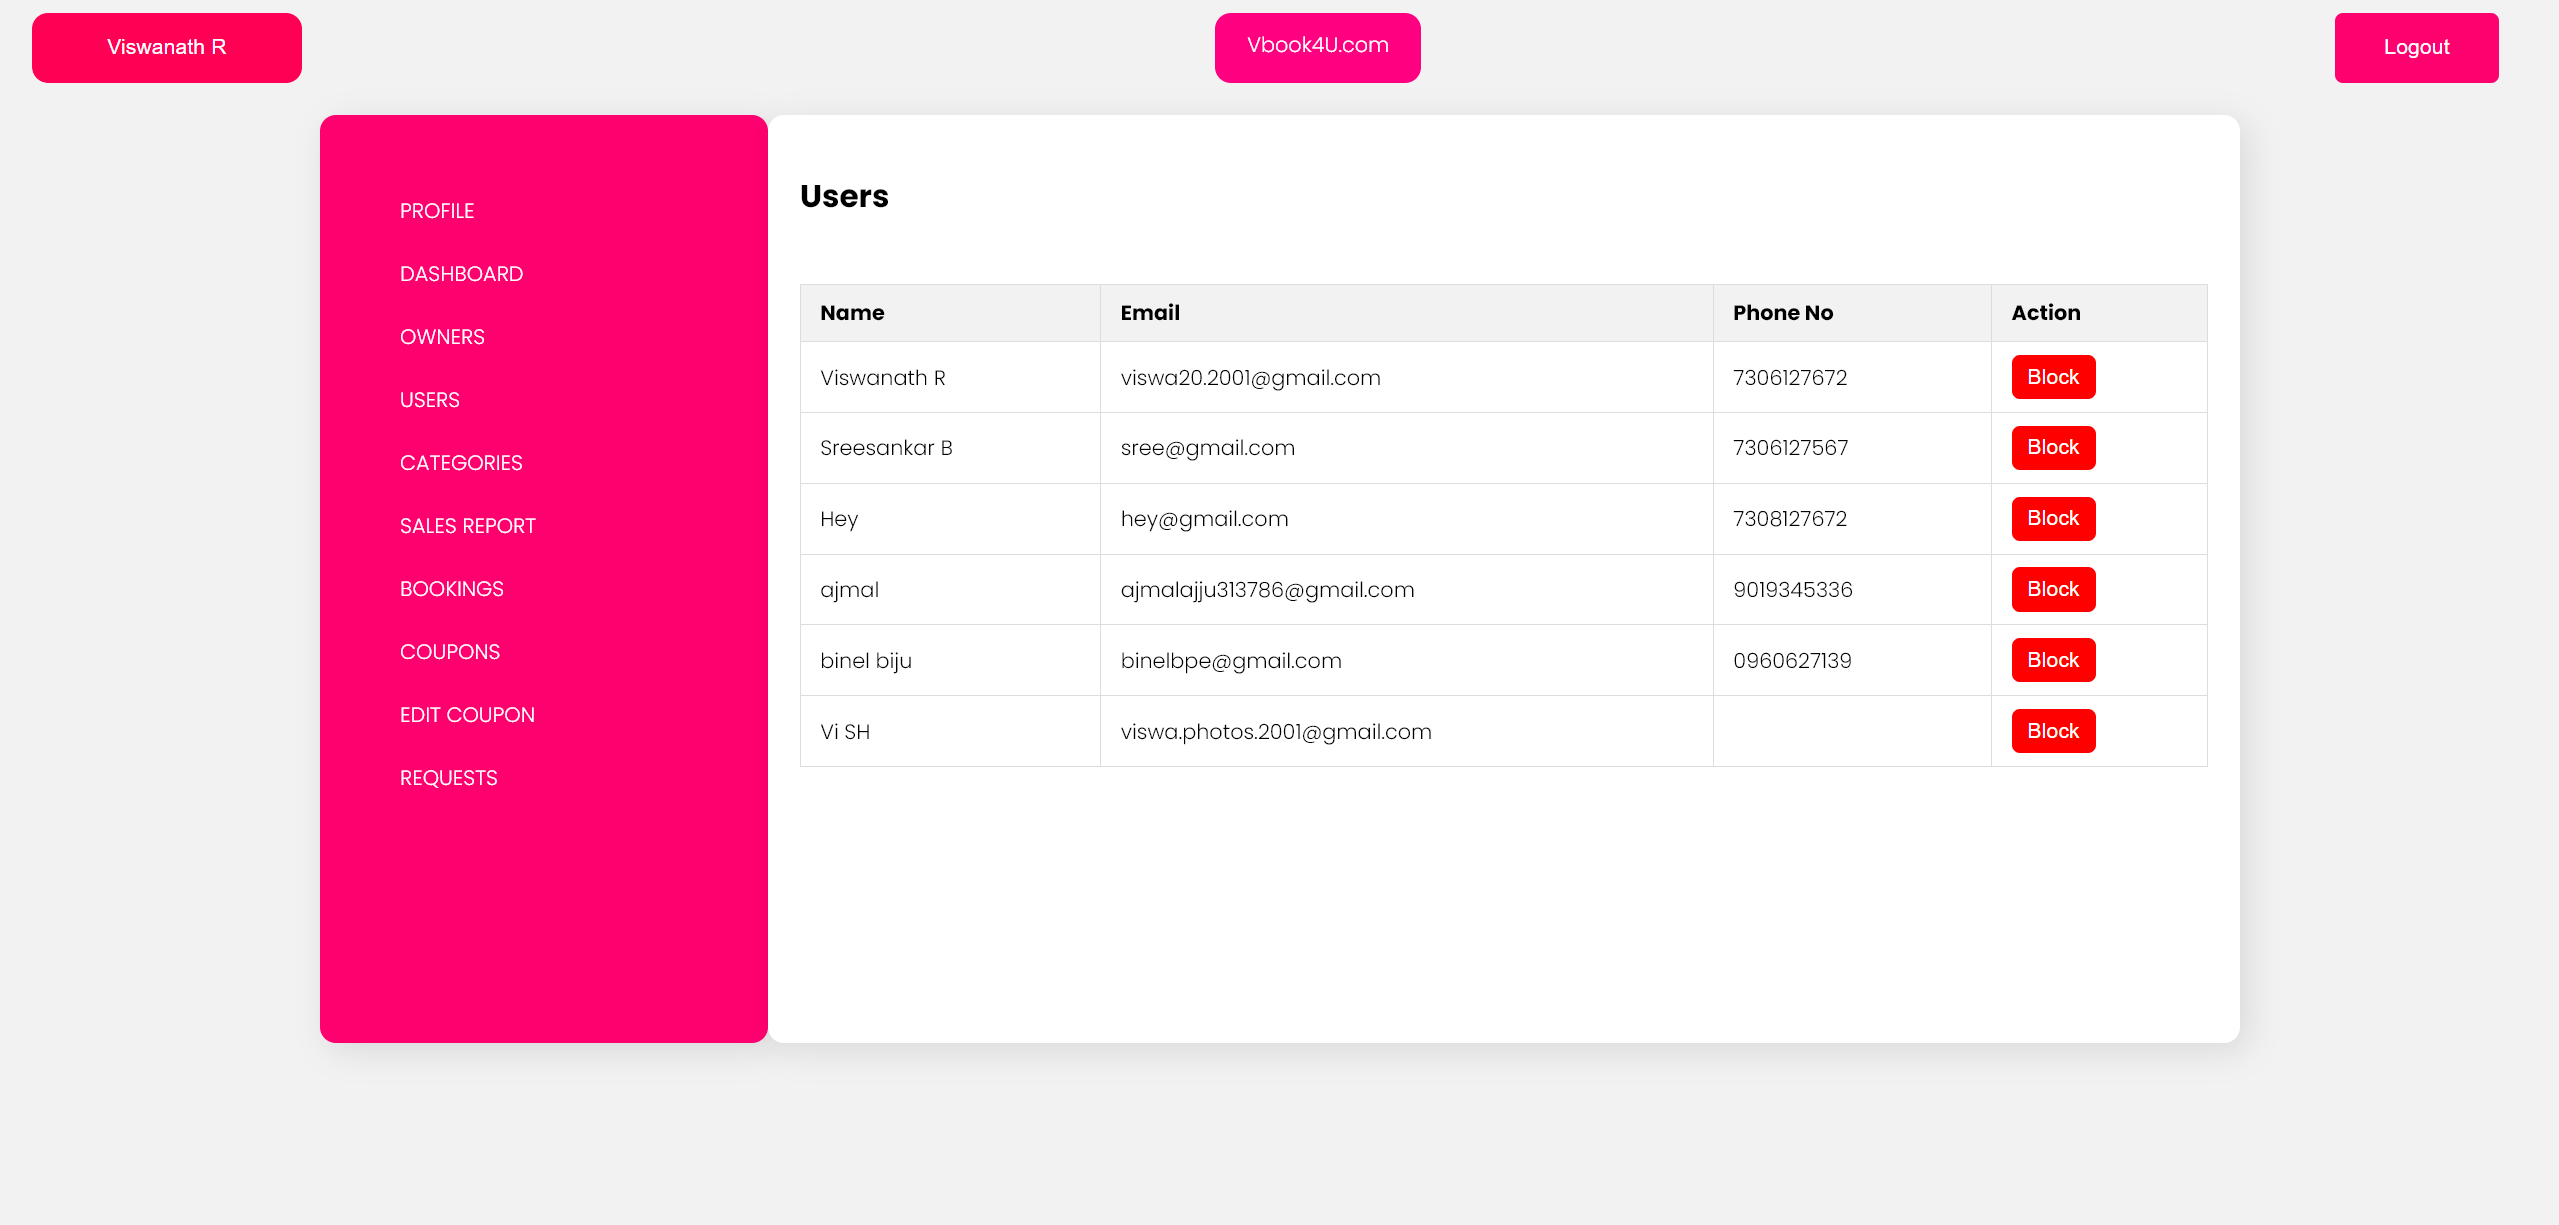 Viswanath R
Vbook4U.com
Logout
PROFILE
DASHBOARD
OWNERS
USERS
CATEGORIES
SALES REPORT
BOOKINGS
COUPONS
EDIT COUPON
REQUESTS
Users
Name Email Phone No Action
Viswanath R viswa20.2001@gmail.com 7306127672 Block
Sreesankar B sree@gmail.com 7306127567 Block
Hey hey@gmail.com 7308127672 Block
ajmal ajmalajju313786@gmail.com 9019345336 Block
binel biju binelbpe@gmail.com 0960627139 Block
Vi SH viswa.photos.2001@gmail.com Block